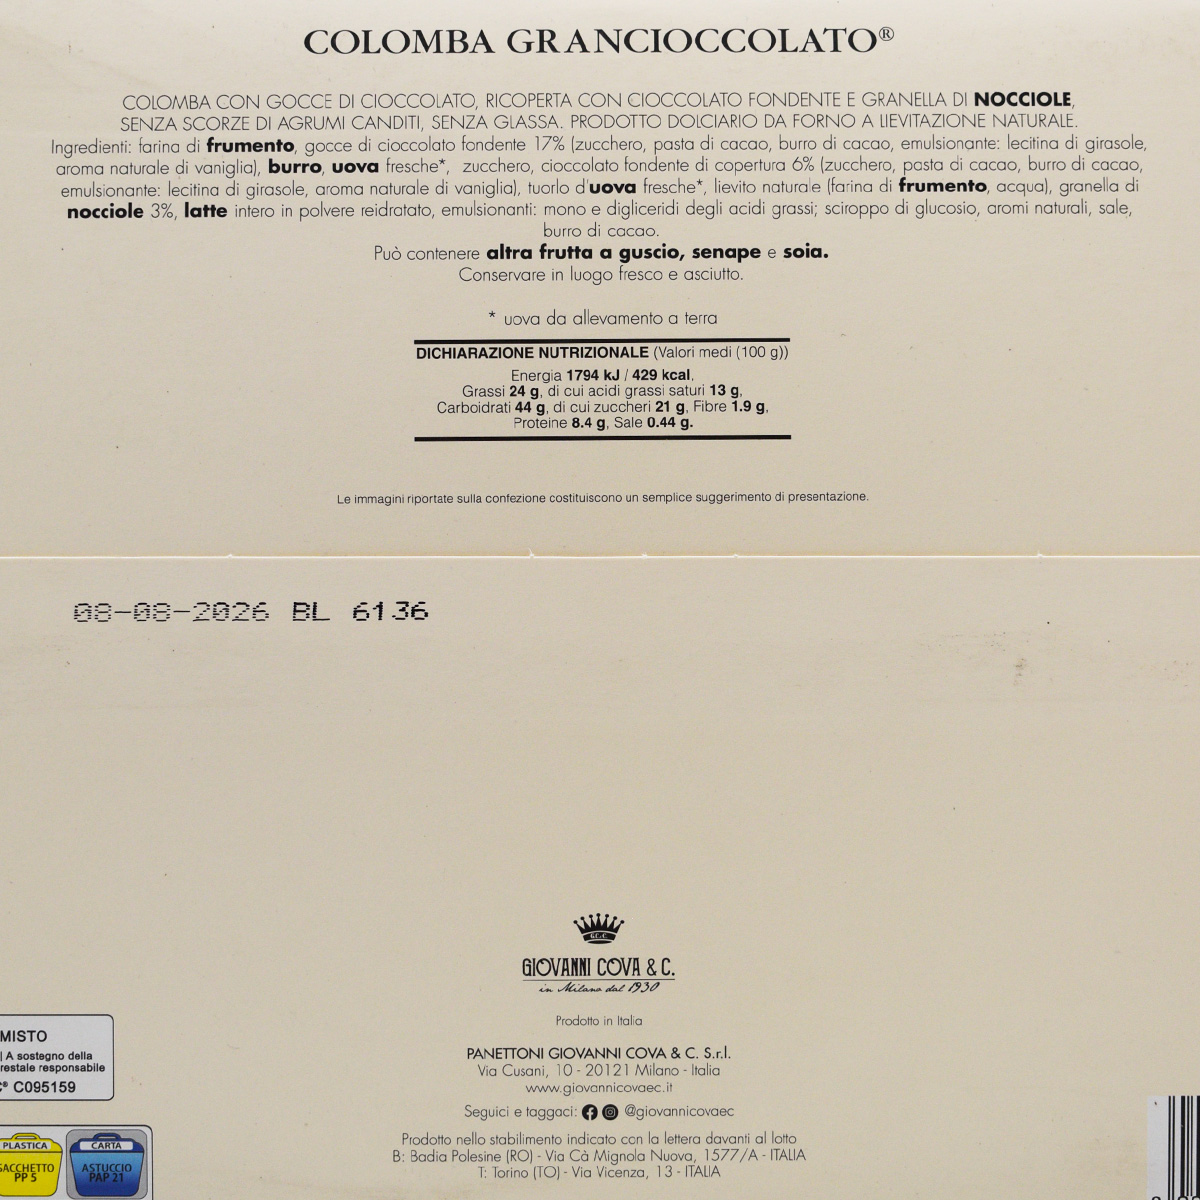 COLOMBA GRANCIOCCOLATO®
COLOMBA CON GOCCE DI CIOCCOLATO, RICOPERTA CON CIOCCOLATO FONDENTE E GRANELLA DI NOCCIOLE,
SENZA SCORZE DI AGRUMI CANDITI, SENZA GLASSA. PRODOTTO DOLCIARIO DA FORNO A LIEVITAZIONE NATURALE.
Ingredienti: farina di frumento, gocce di cioccolato fondente 17% (zucchero, pasta di cacao, burro di cacao, emulsionante: lecitina di girasole,
aroma naturale di vaniglia), burro, uova fresche*, zucchero, cioccolato fondente di copertura 6% (zucchero, pasta di cacao, burro di cacao,
emulsionante: lecitina di girasole, aroma naturale di vaniglia), tuorlo d'uova fresche*, lievito naturale (farina di frumento, acqua), granella di
nocciole 3%, latte intero in polvere reidratato, emulsionanti: mono e digliceridi degli acidi grassi; sciroppo di glucosio, aromi naturali, sale,
burro di cacao.
Può contenere altra frutta a guscio, senape e soia.
Conservare in luogo fresco e asciutto.
* uova da allevamento a terra
DICHIARAZIONE NUTRIZIONALE (Valori medi (100 g))
Energia 1794 kJ / 429 kcal,
Grassi 24 g, di cui acidi grassi saturi 13 g,
Carboidrati 44 g, di cui zuccheri 21 g, Fibre 1.9 g,
Proteine 8.4 g, Sale 0.44 g.
Le immagini riportate sulla confezione costituiscono un semplice suggerimento di presentazione.
08-08-2026 BL 6136
G.C.C.
GIOVANNI COVA & C.
in Milano dal 1930
Prodotto in Italia
PANETTONI GIOVANNI COVA & C. S.r.l.
Via Cusani, 10 - 20121 Milano - Italia
www.giovannicovaec.it
Seguici e taggaci: @giovannicovaec
Prodotto nello stabilimento indicato con la lettera davanti al lotto
B: Badia Polesine (RO) - Via Cà Mignola Nuova, 1577/A - ITALIA
T: Torino (TO) - Via Vicenza, 13 - ITALIA
MISTO
| A sostegno della
restale responsabile
C® C095159
PLASTICA
SACCHETTO
PP 5
CARTA
ASTUCCIO
PAP 21